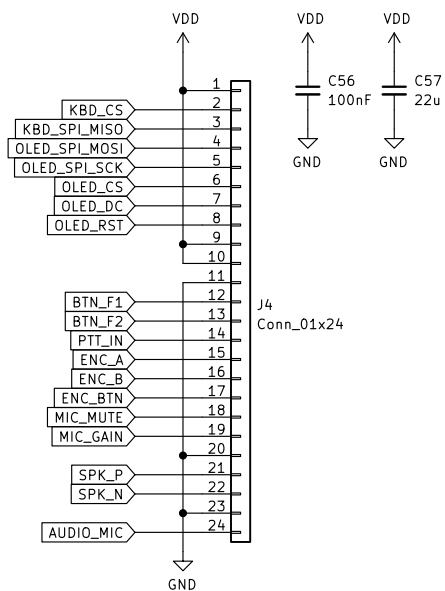 VDD
VDD
VDD
1
C56
C57
KBD_CS
2
100nF
22u
KBD_SPI_MISO
3
OLED_SPI_MOSI
4
OLED_SPI_SCK
5
GND
GND
OLED_CS
6
OLED_DC
7
OLED_RST
8
9
10
11
J4
BTN_F1
12
Conn_01x24
BTN_F2
13
PTT_IN
14
ENC_A
15
ENC_B
16
ENC_BTN
17
MIC_MUTE
18
MIC_GAIN
19
20
SPK_P
21
SPK_N
22
23
AUDIO_MIC
24
GND